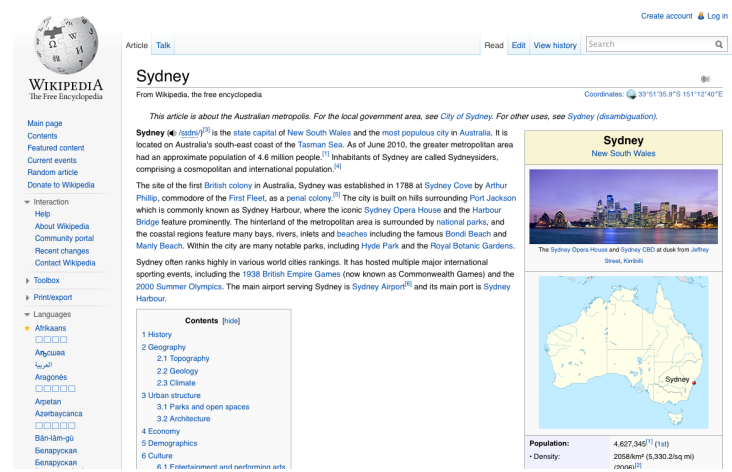 Create account Log in
Article Talk Read Edit View history Search
WIKIPEDIA
The Free Encyclopedia
Sydney
From Wikipedia, the free encyclopedia
Coordinates: 33°51′35.9″S 151°12′40″E
This article is about the Australian metropolis. For the local government area, see City of Sydney. For other uses, see Sydney (disambiguation).
Sydney (/ˈsɪdni/)[3] is the state capital of New South Wales and the most populous city in Australia. It is
located on Australia's south-east coast of the Tasman Sea. As of June 2010, the greater metropolitan area
had an approximate population of 4.6 million people.[1] Inhabitants of Sydney are called Sydneysiders,
comprising a cosmopolitan and international population.[4]
The site of the first British colony in Australia, Sydney was established in 1788 at Sydney Cove by Arthur
Phillip, commodore of the First Fleet, as a penal colony.[5] The city is built on hills surrounding Port Jackson
which is commonly known as Sydney Harbour, where the iconic Sydney Opera House and the Harbour
Bridge feature prominently. The hinterland of the metropolitan area is surrounded by national parks, and
the coastal regions feature many bays, rivers, inlets and beaches including the famous Bondi Beach and
Manly Beach. Within the city are many notable parks, including Hyde Park and the Royal Botanic Gardens.
Sydney often ranks highly in various world cities rankings. It has hosted multiple major international
sporting events, including the 1938 British Empire Games (now known as Commonwealth Games) and the
2000 Summer Olympics. The main airport serving Sydney is Sydney Airport[6] and its main port is Sydney
Harbour.
Contents [hide]
1 History
2 Geography
2.1 Topography
2.2 Geology
2.3 Climate
3 Urban structure
3.1 Parks and open spaces
3.2 Architecture
4 Economy
5 Demographics
6 Culture
6.1 Entertainment and performing arts
Sydney
New South Wales
The Sydney Opera House and Sydney CBD at dusk from Jeffrey
Street, Kirribilli
Sydney
Population: 4,627,345[1] (1st)
• Density: 2058/km² (5,330.2/sq mi)
(2006)[2]
Main page
Contents
Featured content
Current events
Random article
Donate to Wikipedia
Interaction
Help
About Wikipedia
Community portal
Recent changes
Contact Wikipedia
Toolbox
Print/export
Languages
Afrikaans
Аҧсшәа
العربية
Aragonés
Arpetan
Azərbaycanca
Bân-lâm-gú
Беларуская
Беларуская